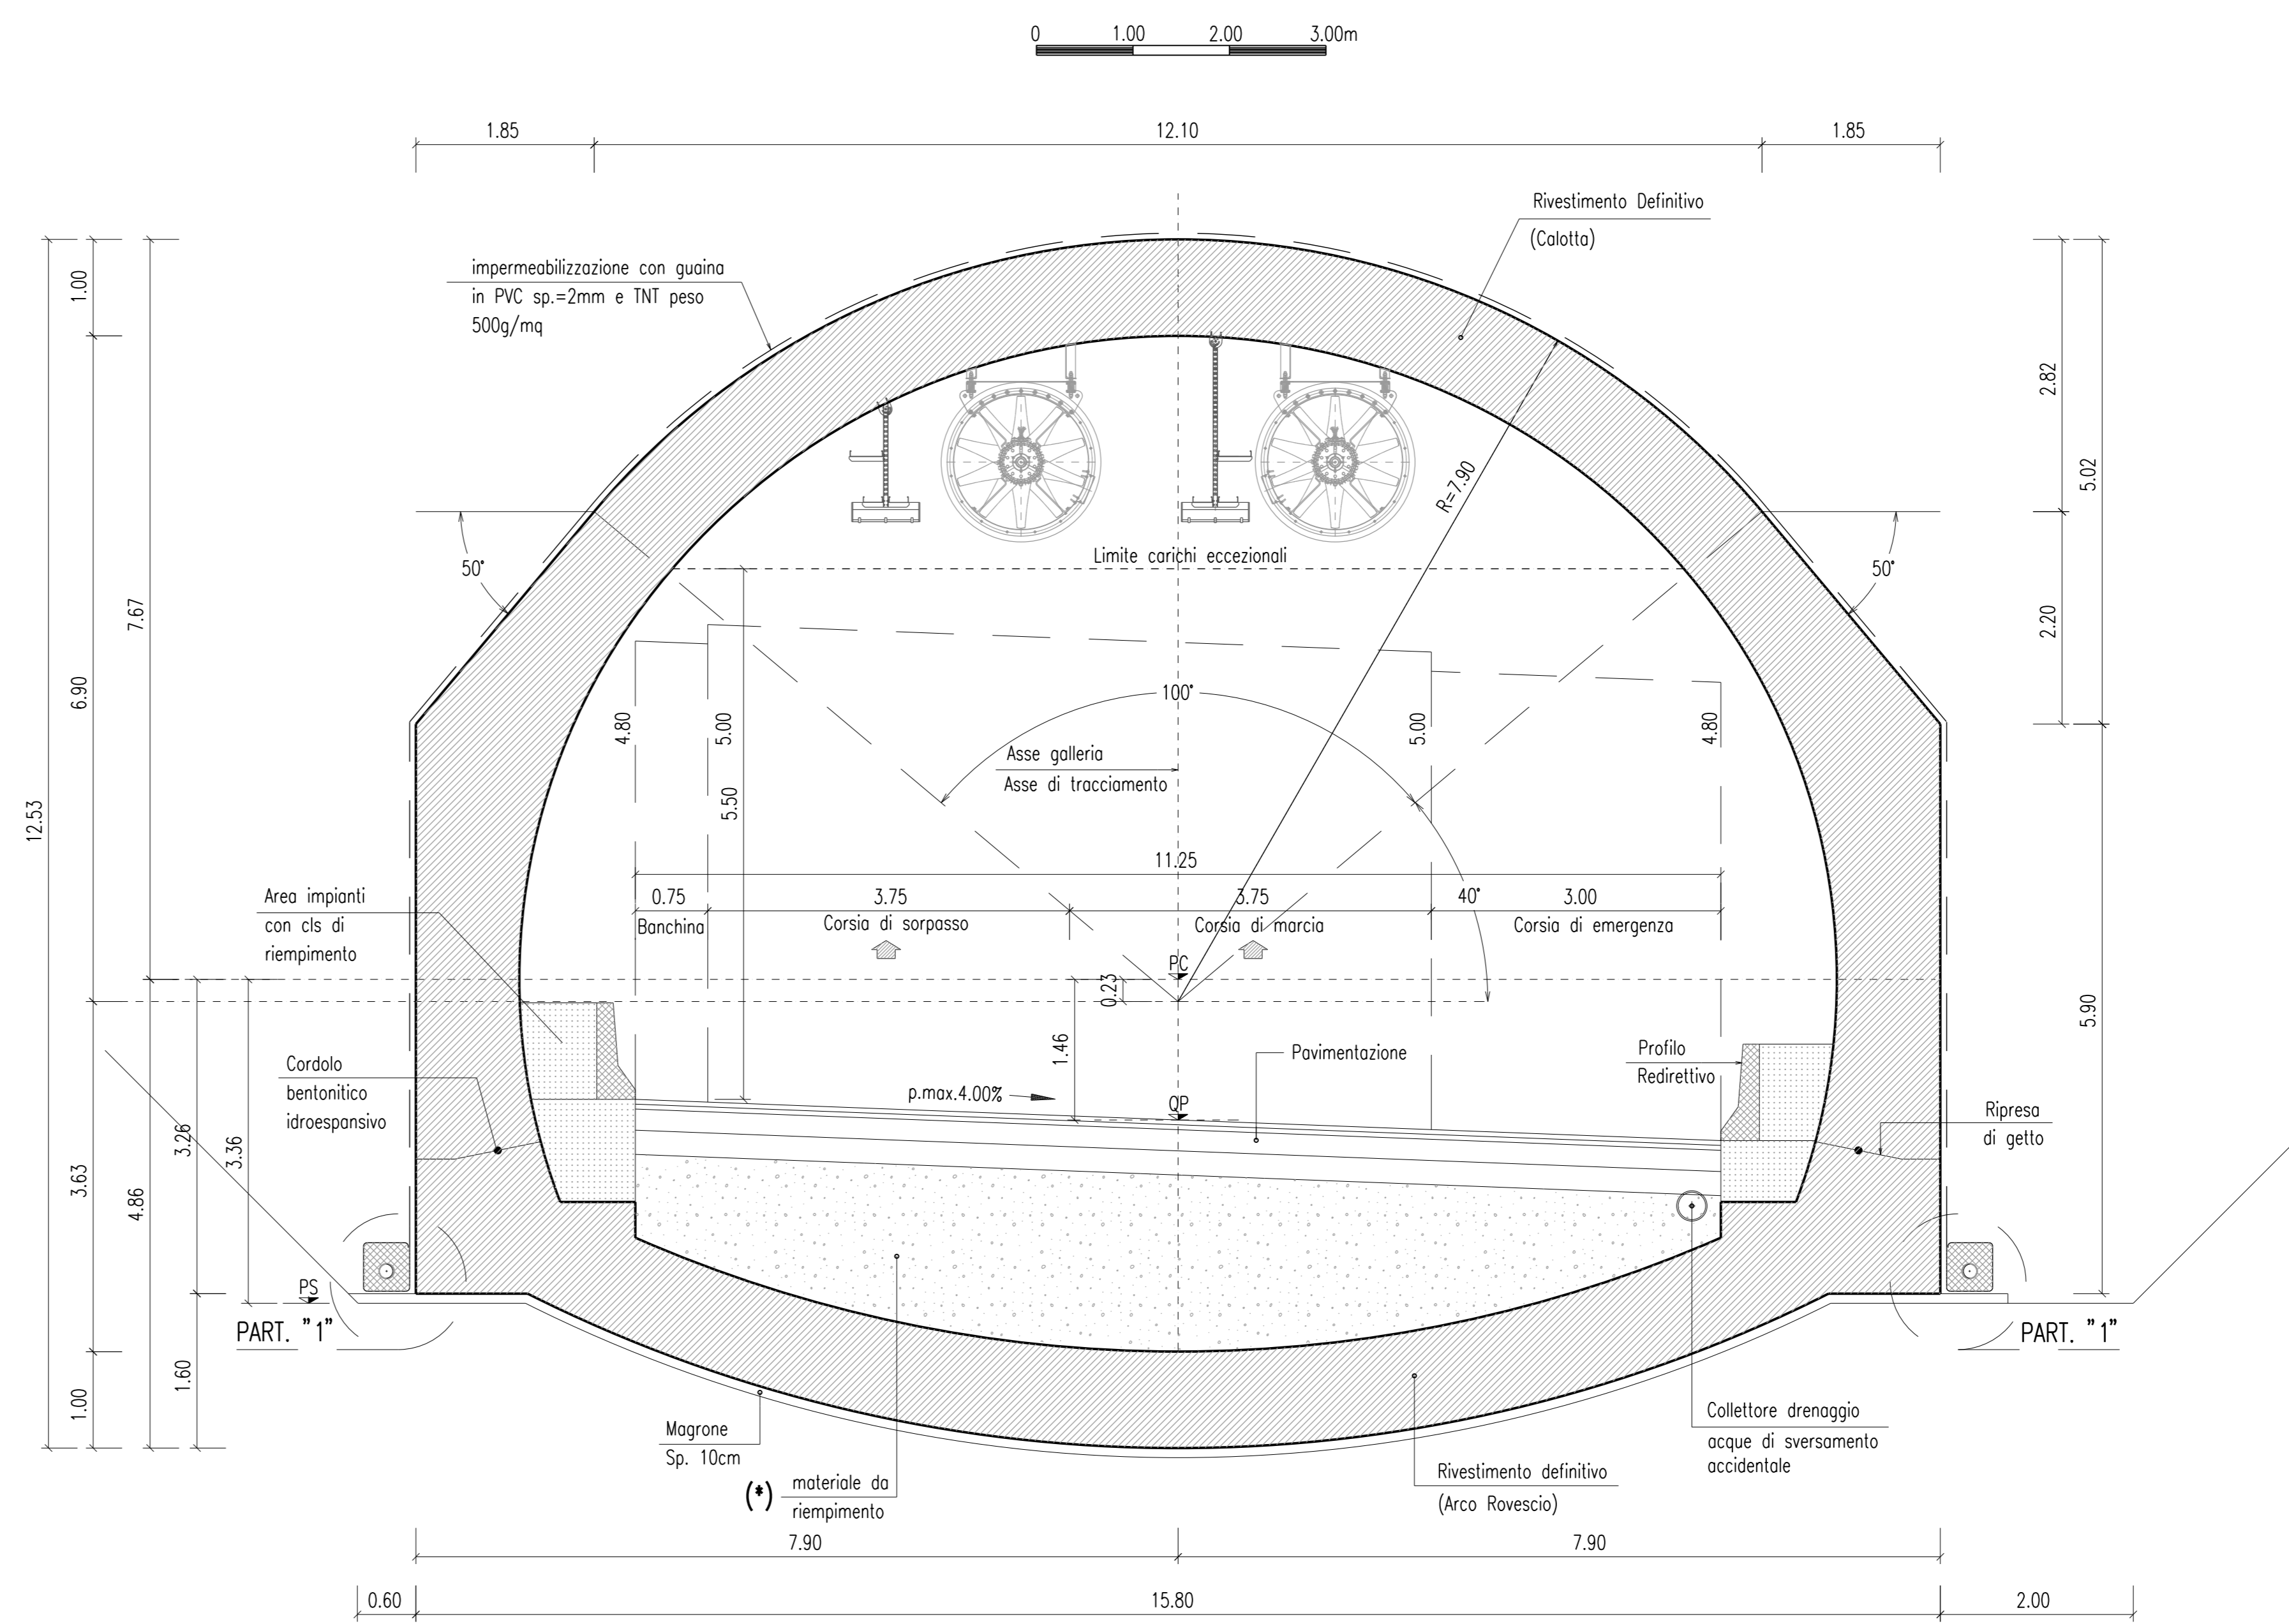 0 1.00 2.00 3.00m
1.85 12.10 1.85
Rivestimento Definitivo
(Calotta)
impermeabilizzazione con guaina
in PVC sp.=2mm e TNT peso
500g/mq
1.00
2.82
5.02
R=7.90
Limite carichi eccezionali
50°
50°
7.67
2.20
6.90
100°
4.80
5.00
5.00
4.80
Asse galleria
Asse di tracciamento
5.50
12.53
11.25
Area impianti
con cls di
riempimento
0.75 3.75 3.75 40° 3.00
Banchina Corsia di sorpasso Corsia di marcia Corsia di emergenza
PC
0.23
5.90
1.46
Pavimentazione
Profilo
Redirettivo
Cordolo
bentonitico
idroespansivo
p.max.4.00%
QP
Ripresa
di getto
3.26
3.36
3.63
4.86
PS
PART. "1"
PART. "1"
1.60
1.00
Magrone
Sp. 10cm
(*) materiale da
riempimento
Rivestimento definitivo
(Arco Rovescio)
Collettore drenaggio
acque di sversamento
accidentale
7.90 7.90
0.60 15.80 2.00